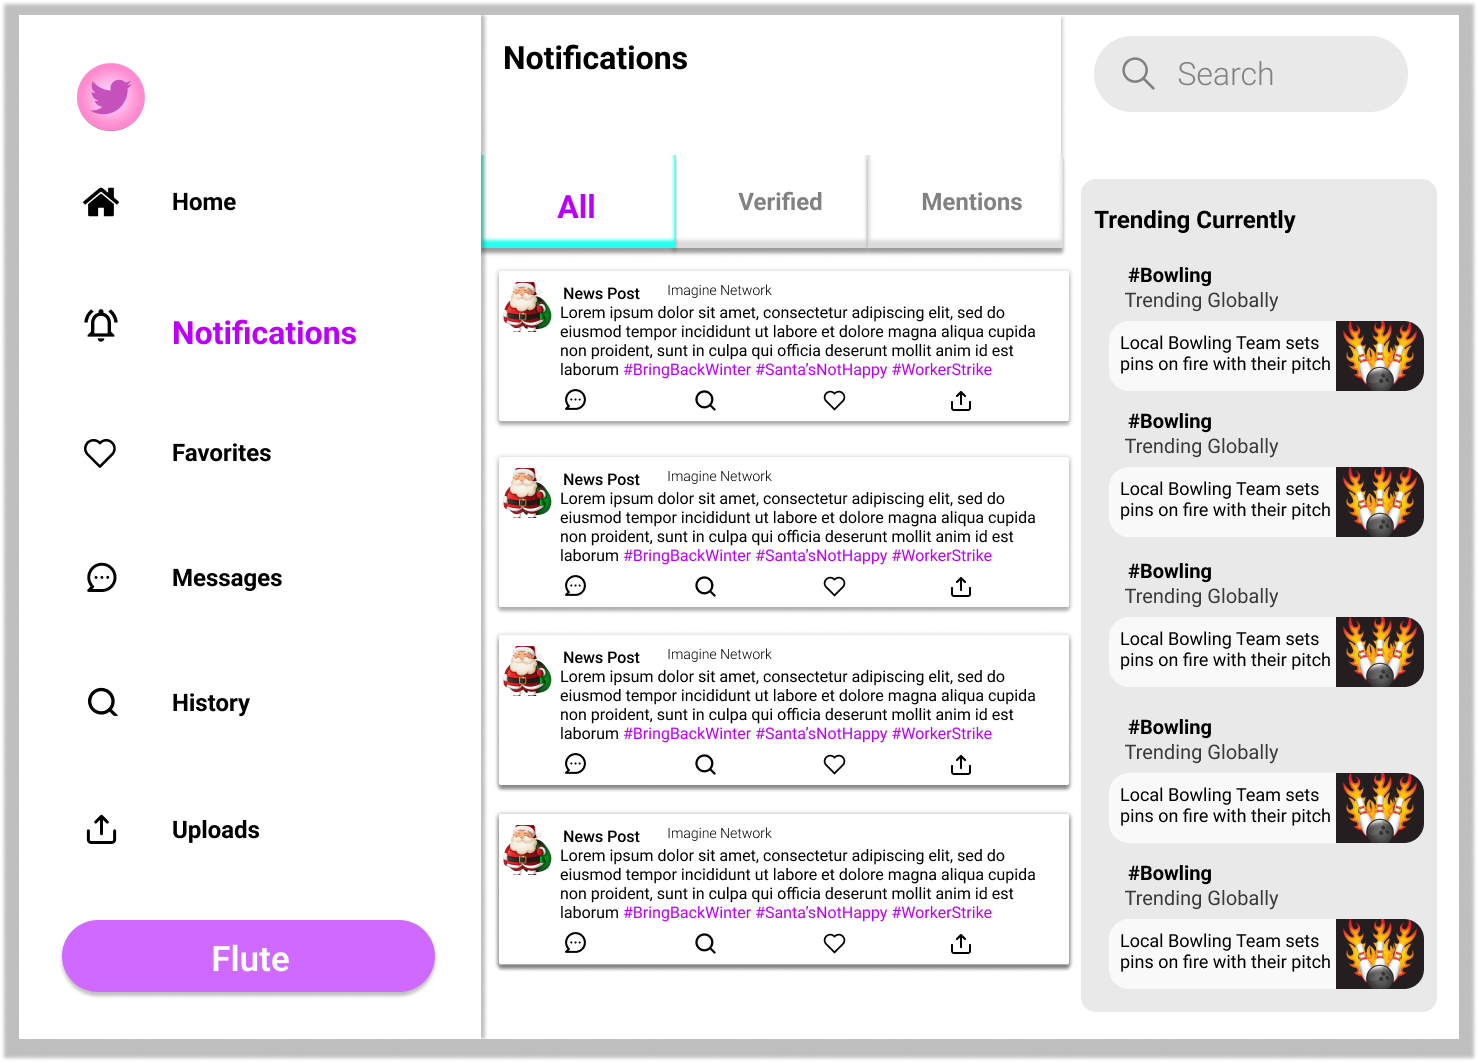 Home
Notifications
Favorites
Messages
History
Uploads
Flute
Notifications
All
Verified
Mentions
News Post
Imagine Network
Lorem ipsum dolor sit amet, consectetur adipiscing elit, sed do
eiusmod tempor incididunt ut labore et dolore magna aliqua cupida
non proident, sunt in culpa qui officia deserunt mollit anim id est
laborum #BringBackWinter #Santa’sNotHappy #WorkerStrike
News Post
Imagine Network
Lorem ipsum dolor sit amet, consectetur adipiscing elit, sed do
eiusmod tempor incididunt ut labore et dolore magna aliqua cupida
non proident, sunt in culpa qui officia deserunt mollit anim id est
laborum #BringBackWinter #Santa’sNotHappy #WorkerStrike
News Post
Imagine Network
Lorem ipsum dolor sit amet, consectetur adipiscing elit, sed do
eiusmod tempor incididunt ut labore et dolore magna aliqua cupida
non proident, sunt in culpa qui officia deserunt mollit anim id est
laborum #BringBackWinter #Santa’sNotHappy #WorkerStrike
News Post
Imagine Network
Lorem ipsum dolor sit amet, consectetur adipiscing elit, sed do
eiusmod tempor incididunt ut labore et dolore magna aliqua cupida
non proident, sunt in culpa qui officia deserunt mollit anim id est
laborum #BringBackWinter #Santa’sNotHappy #WorkerStrike
Search
Trending Currently
#Bowling
Trending Globally
Local Bowling Team sets
pins on fire with their pitch
#Bowling
Trending Globally
Local Bowling Team sets
pins on fire with their pitch
#Bowling
Trending Globally
Local Bowling Team sets
pins on fire with their pitch
#Bowling
Trending Globally
Local Bowling Team sets
pins on fire with their pitch
#Bowling
Trending Globally
Local Bowling Team sets
pins on fire with their pitch